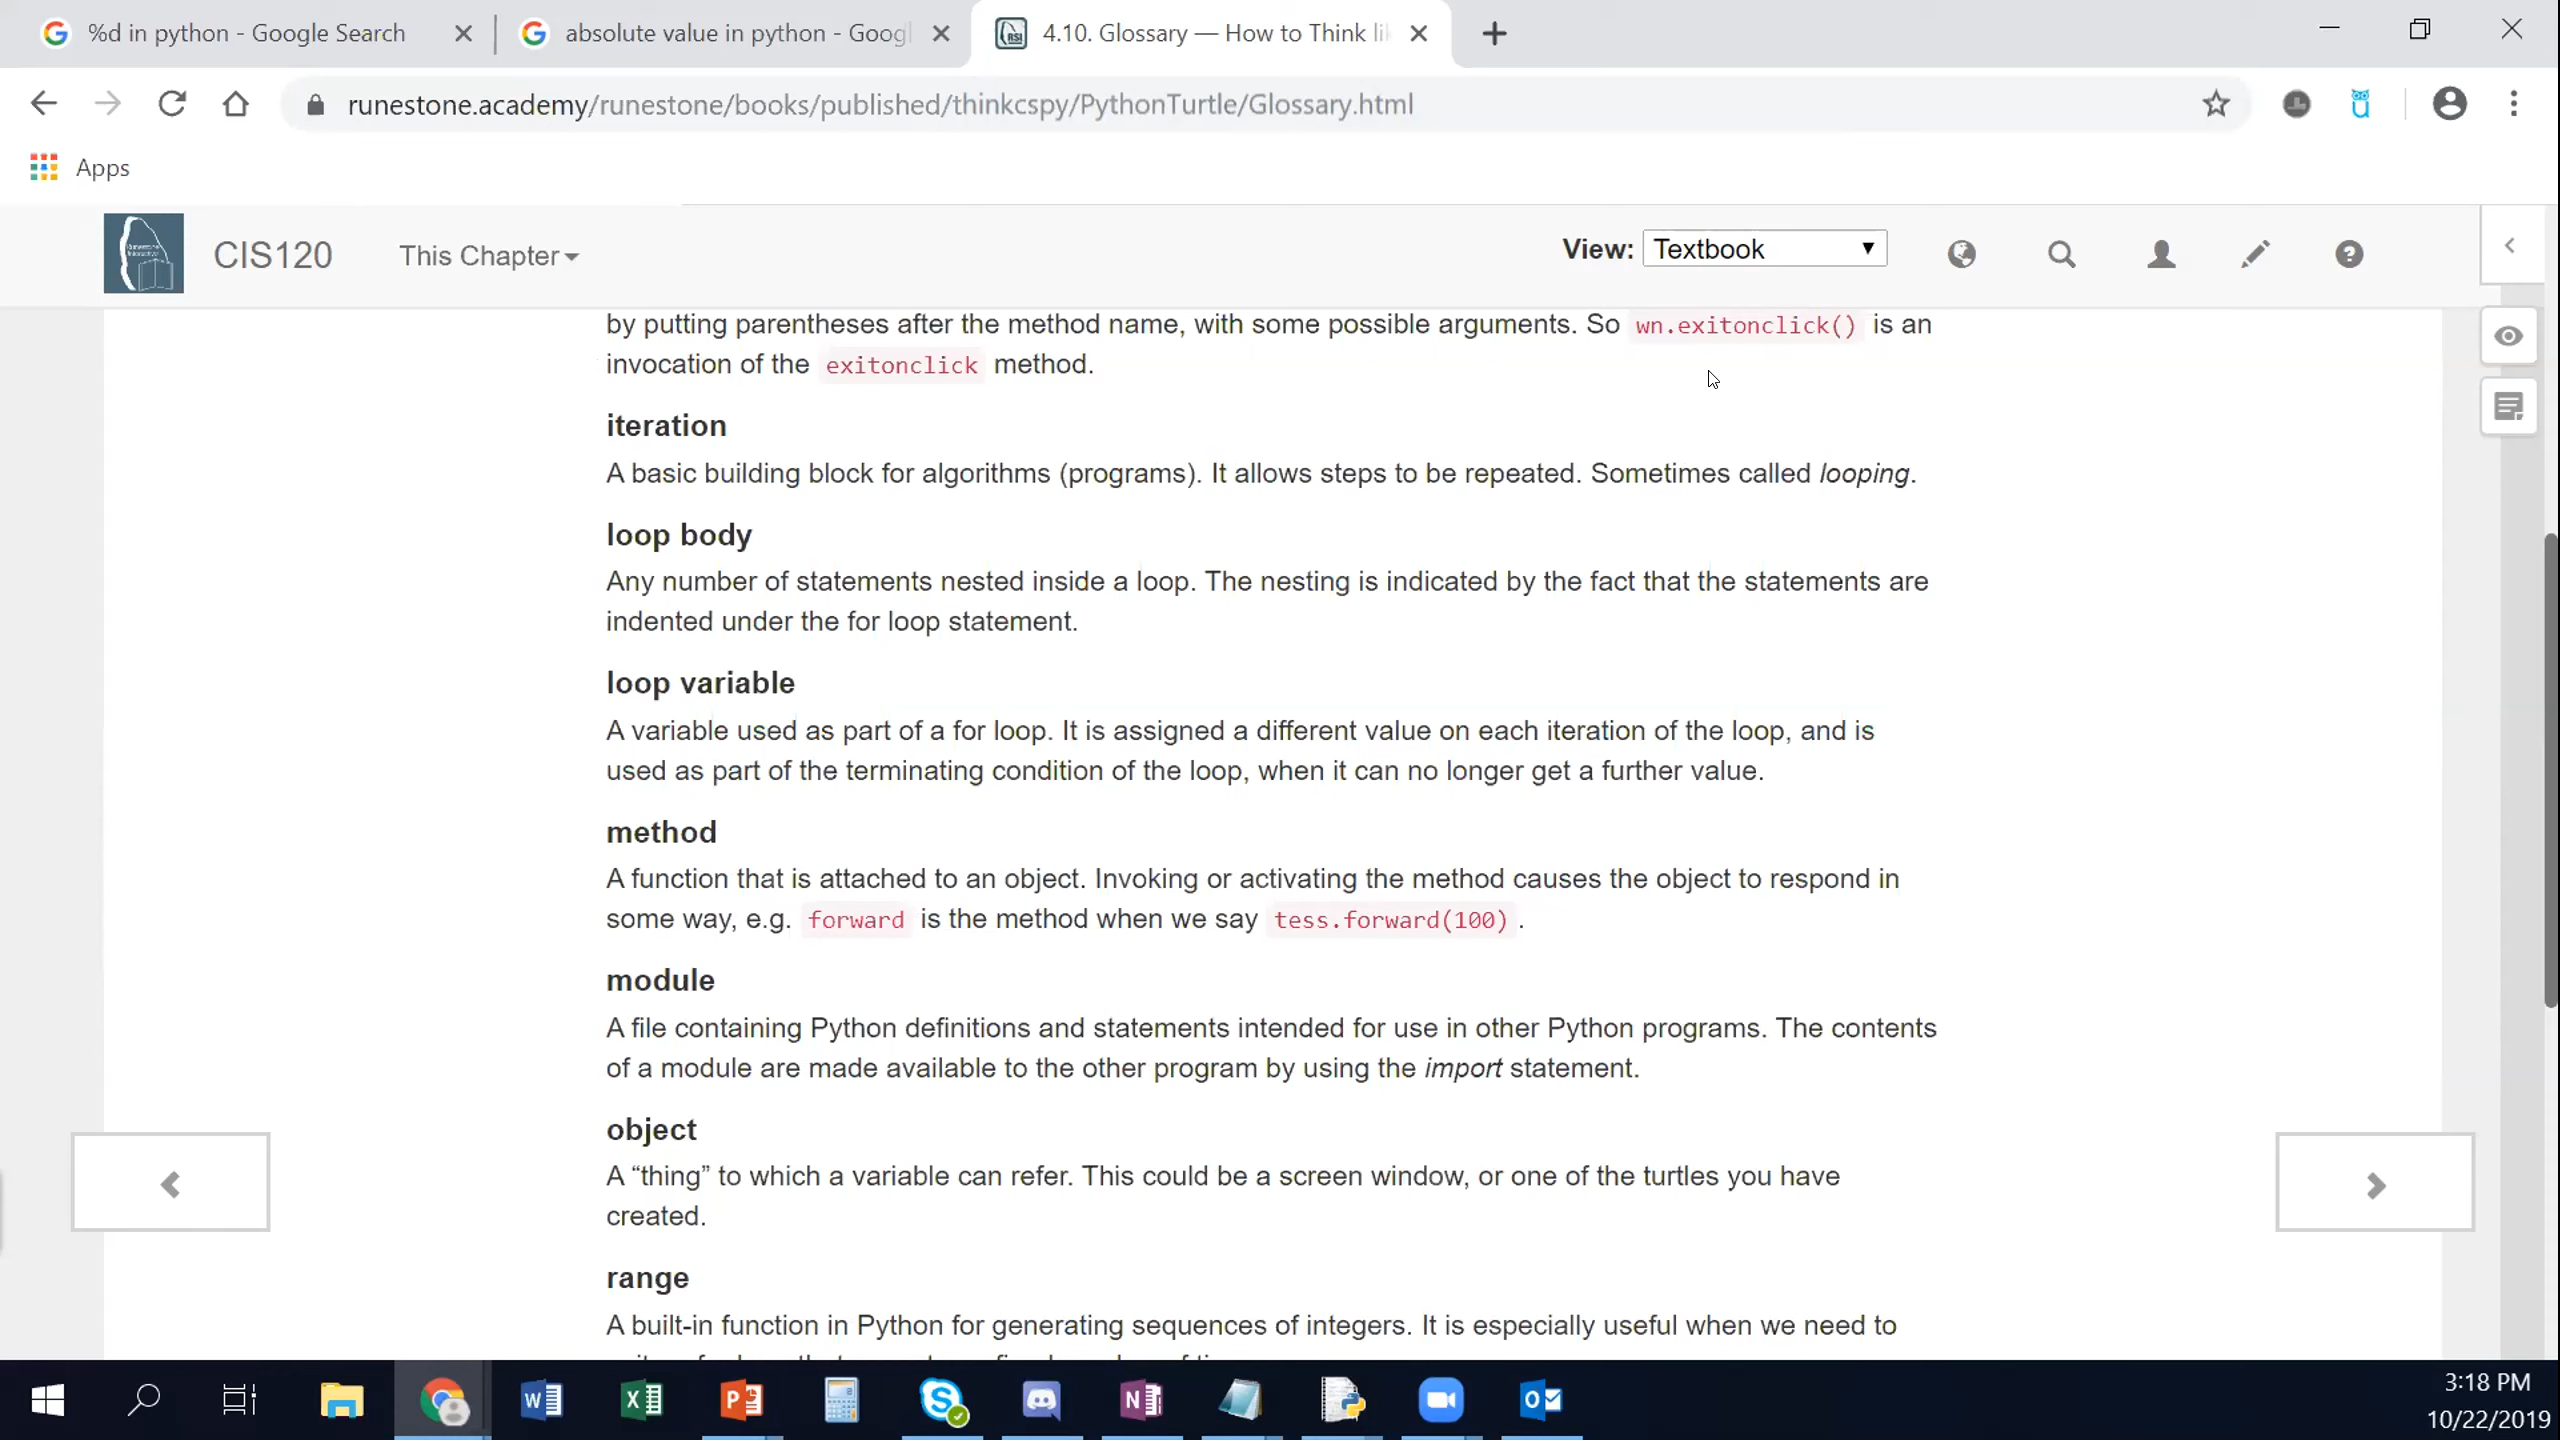 %d in python - Google Search
absolute value in python - Googl
4.10. Glossary — How to Think li
runestone.academy/runestone/books/published/thinkcspy/PythonTurtle/Glossary.html
Apps
CIS120
This Chapter
View: Textbook
by putting parentheses after the method name, with some possible arguments. So wn.exitonclick() is an
invocation of the exitonclick method.
iteration
A basic building block for algorithms (programs). It allows steps to be repeated. Sometimes called looping.
loop body
Any number of statements nested inside a loop. The nesting is indicated by the fact that the statements are
indented under the for loop statement.
loop variable
A variable used as part of a for loop. It is assigned a different value on each iteration of the loop, and is
used as part of the terminating condition of the loop, when it can no longer get a further value.
method
A function that is attached to an object. Invoking or activating the method causes the object to respond in
some way, e.g. forward is the method when we say tess.forward(100) .
module
A file containing Python definitions and statements intended for use in other Python programs. The contents
of a module are made available to the other program by using the import statement.
object
A “thing” to which a variable can refer. This could be a screen window, or one of the turtles you have
created.
range
A built-in function in Python for generating sequences of integers. It is especially useful when we need to
3:18 PM
10/22/2019